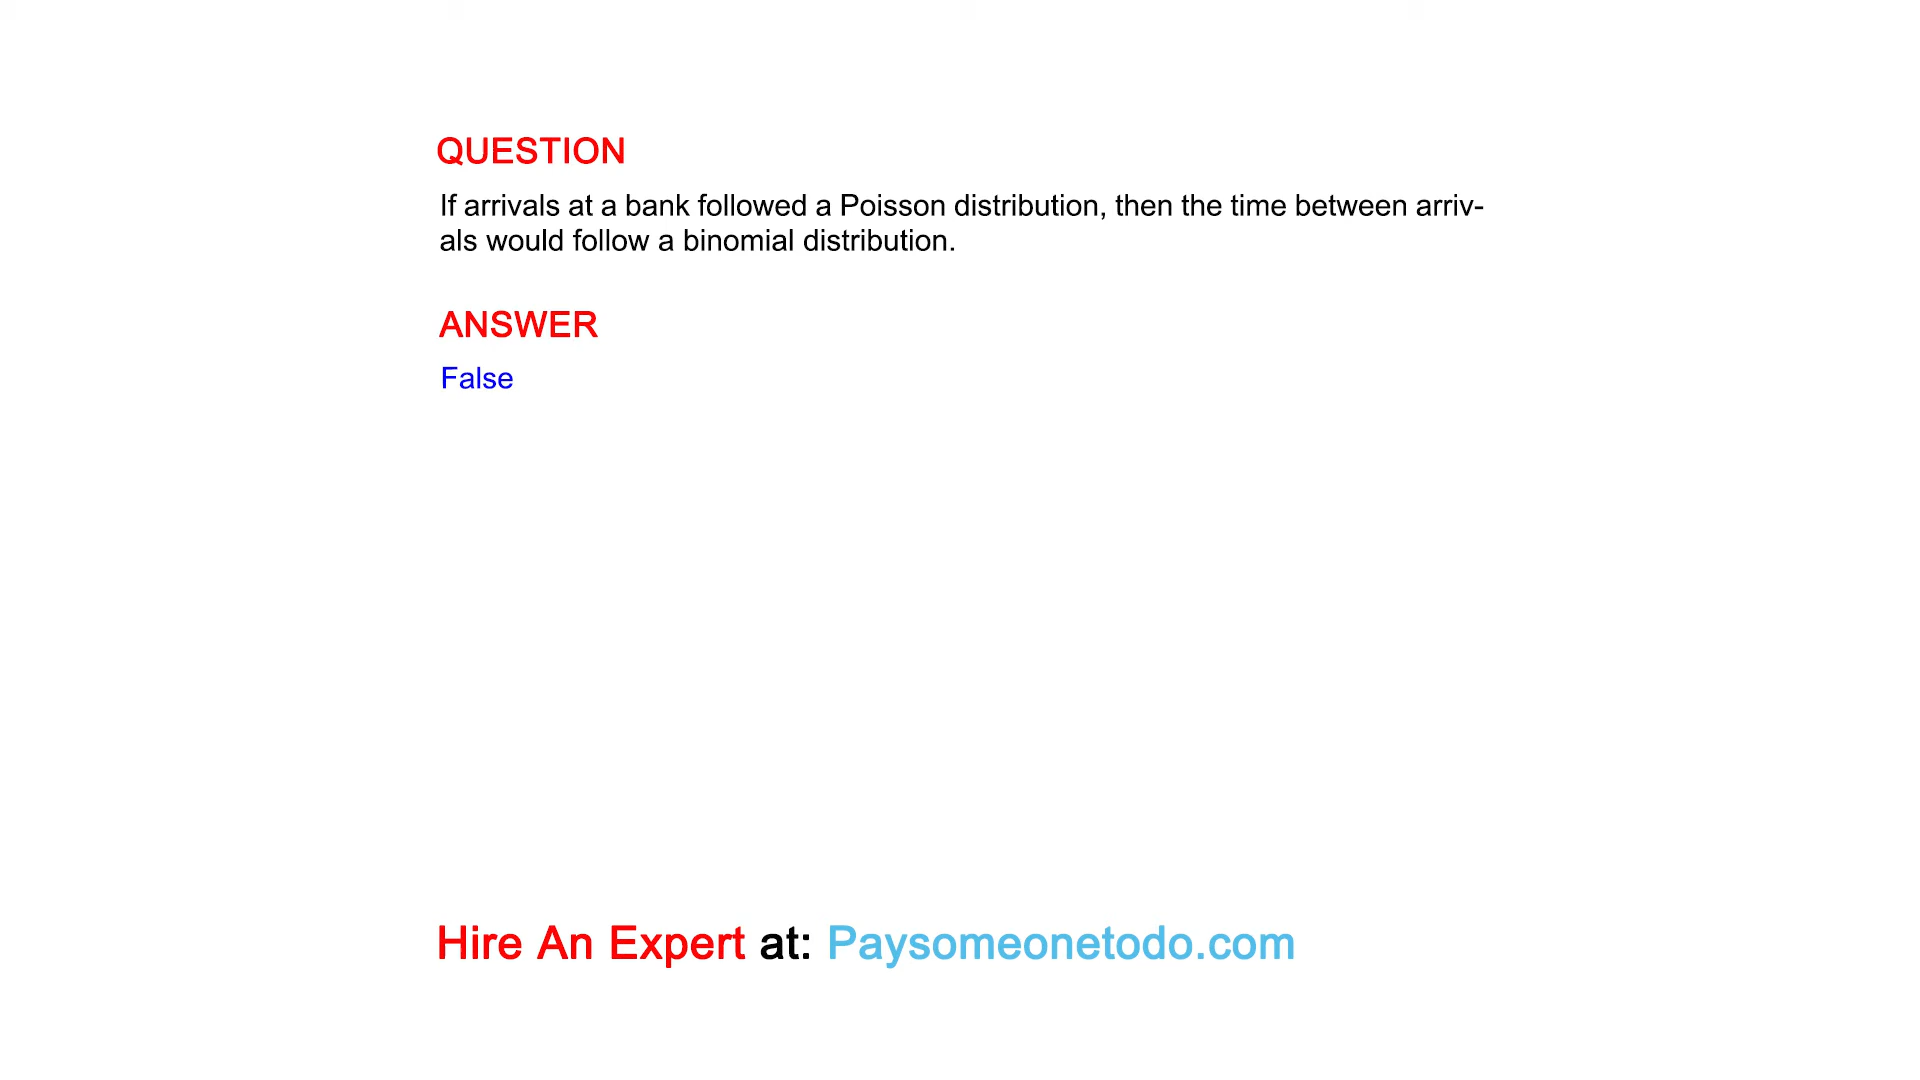 QUESTION
If arrivals at a bank followed a Poisson distribution, then the time between arriv-
als would follow a binomial distribution.
ANSWER
False
Hire An Expert at: Paysomeonetodo.com